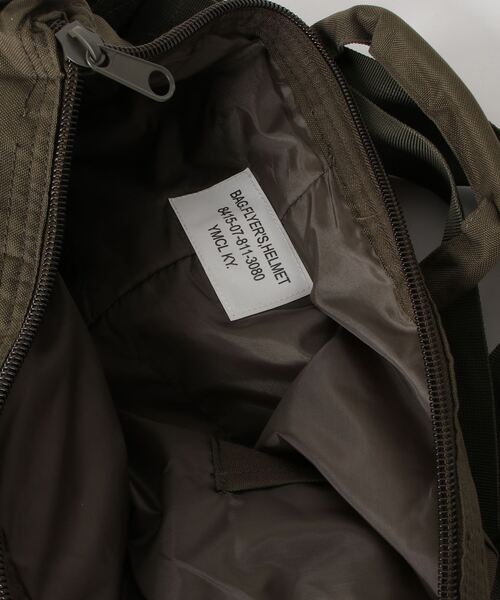 BAG,FLYER'S,HELMET
8415-07-811-3080
YMCL KY.